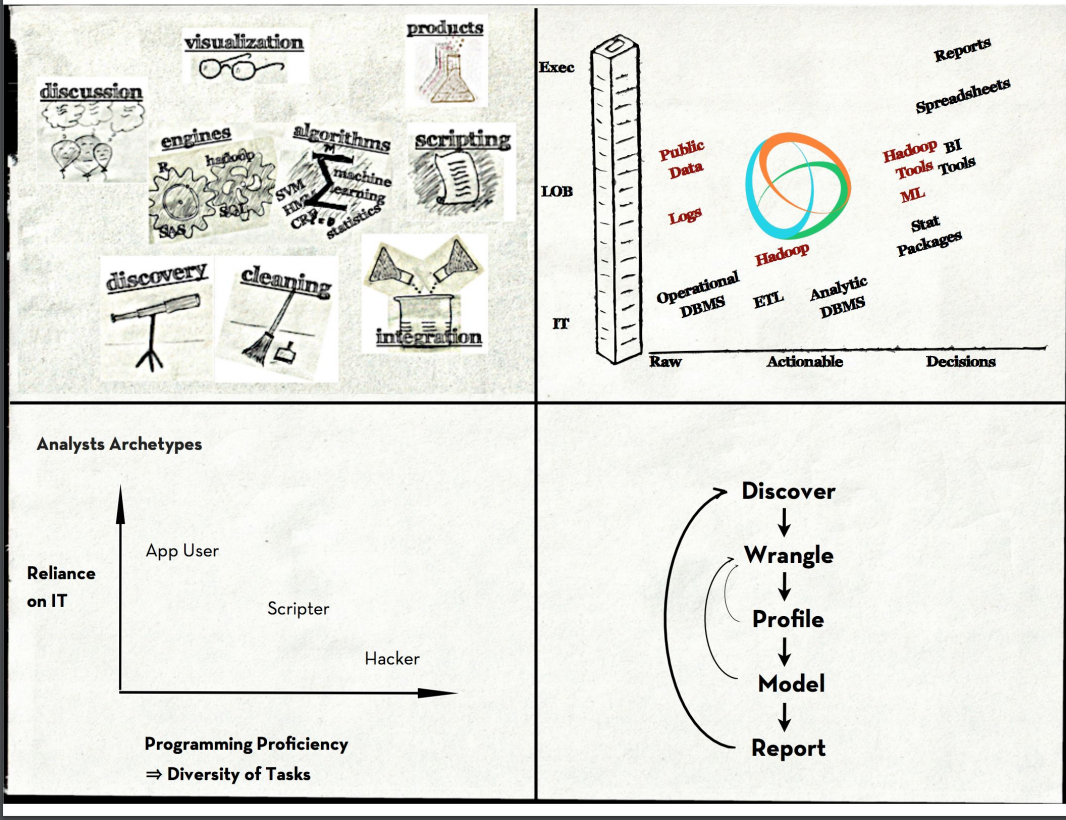 products
visualization
discussion
engines
R
hadoop
SQL
SAS
algorithms
M
SVM
machine
learning
statistics
scripting
discovery
cleaning
integration
Exec
LOB
IT
Reports
Spreadsheets
Public
Data
Hadoop
Tools
BI
Tools
ML
Logs
Stat
Packages
Hadoop
Operational
DBMS
ETL
Analytic
DBMS
Raw
Actionable
Decisions
Analysts Archetypes
App User
Reliance
on IT
Scripter
Hacker
Programming Proficiency
⇒ Diversity of Tasks
Discover
Wrangle
Profile
Model
Report